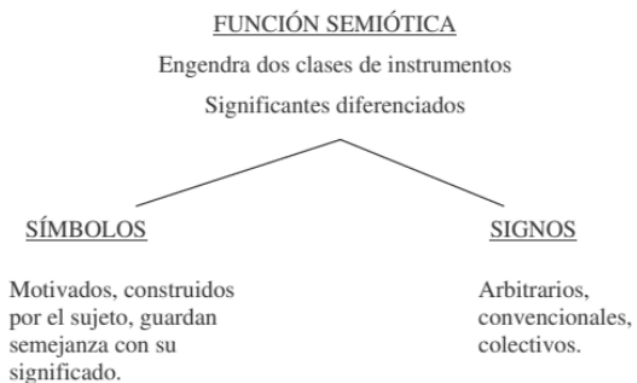 FUNCIÓN SEMIÓTICA
Engendra dos clases de instrumentos
Significantes diferenciados
SÍMBOLOS
Motivados, construidos
por el sujeto, guardan
semejanza con su
significado.
SIGNOS
Arbitrarios,
convencionales,
colectivos.